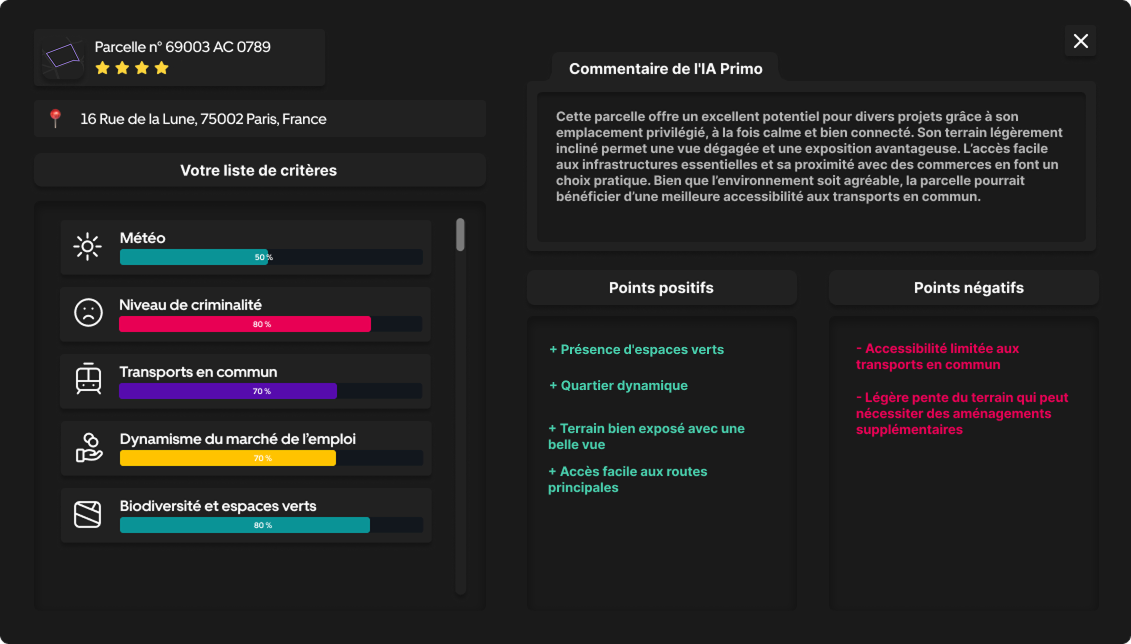 Parcelle n° 69003 AC 0789
16 Rue de la Lune, 75002 Paris, France
Votre liste de critères
Météo
50 %
Niveau de criminalité
80 %
Transports en commun
70 %
Dynamisme du marché de l’emploi
70 %
Biodiversité et espaces verts
80 %
Commentaire de l'IA Primo
Cette parcelle offre un excellent potentiel pour divers projets grâce à son
emplacement privilégié, à la fois calme et bien connecté. Son terrain légèrement
incliné permet une vue dégagée et une exposition avantageuse. L’accès facile
aux infrastructures essentielles et sa proximité avec des commerces en font un
choix pratique. Bien que l’environnement soit agréable, la parcelle pourrait
bénéficier d’une meilleure accessibilité aux transports en commun.
Points positifs
+ Présence d'espaces verts
+ Quartier dynamique
+ Terrain bien exposé avec une
belle vue
+ Accès facile aux routes
principales
Points négatifs
- Accessibilité limitée aux
transports en commun
- Légère pente du terrain qui peut
nécessiter des aménagements
supplémentaires